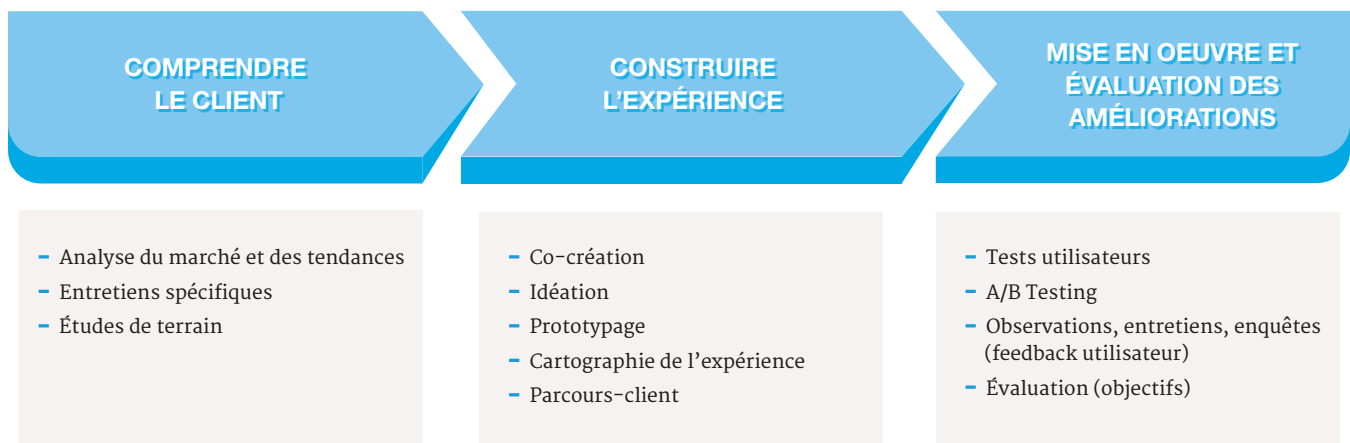 COMPRENDRE
LE CLIENT
CONSTRUIRE
L'EXPÉRIENCE
MISE EN OEUVRE ET
ÉVALUATION DES
AMÉLIORATIONS
– Analyse du marché et des tendances
– Entretiens spécifiques
– Études de terrain
– Co-création
– Idéation
– Prototypage
– Cartographie de l'expérience
– Parcours-client
– Tests utilisateurs
– A/B Testing
– Observations, entretiens, enquêtes
(feedback utilisateur)
– Évaluation (objectifs)